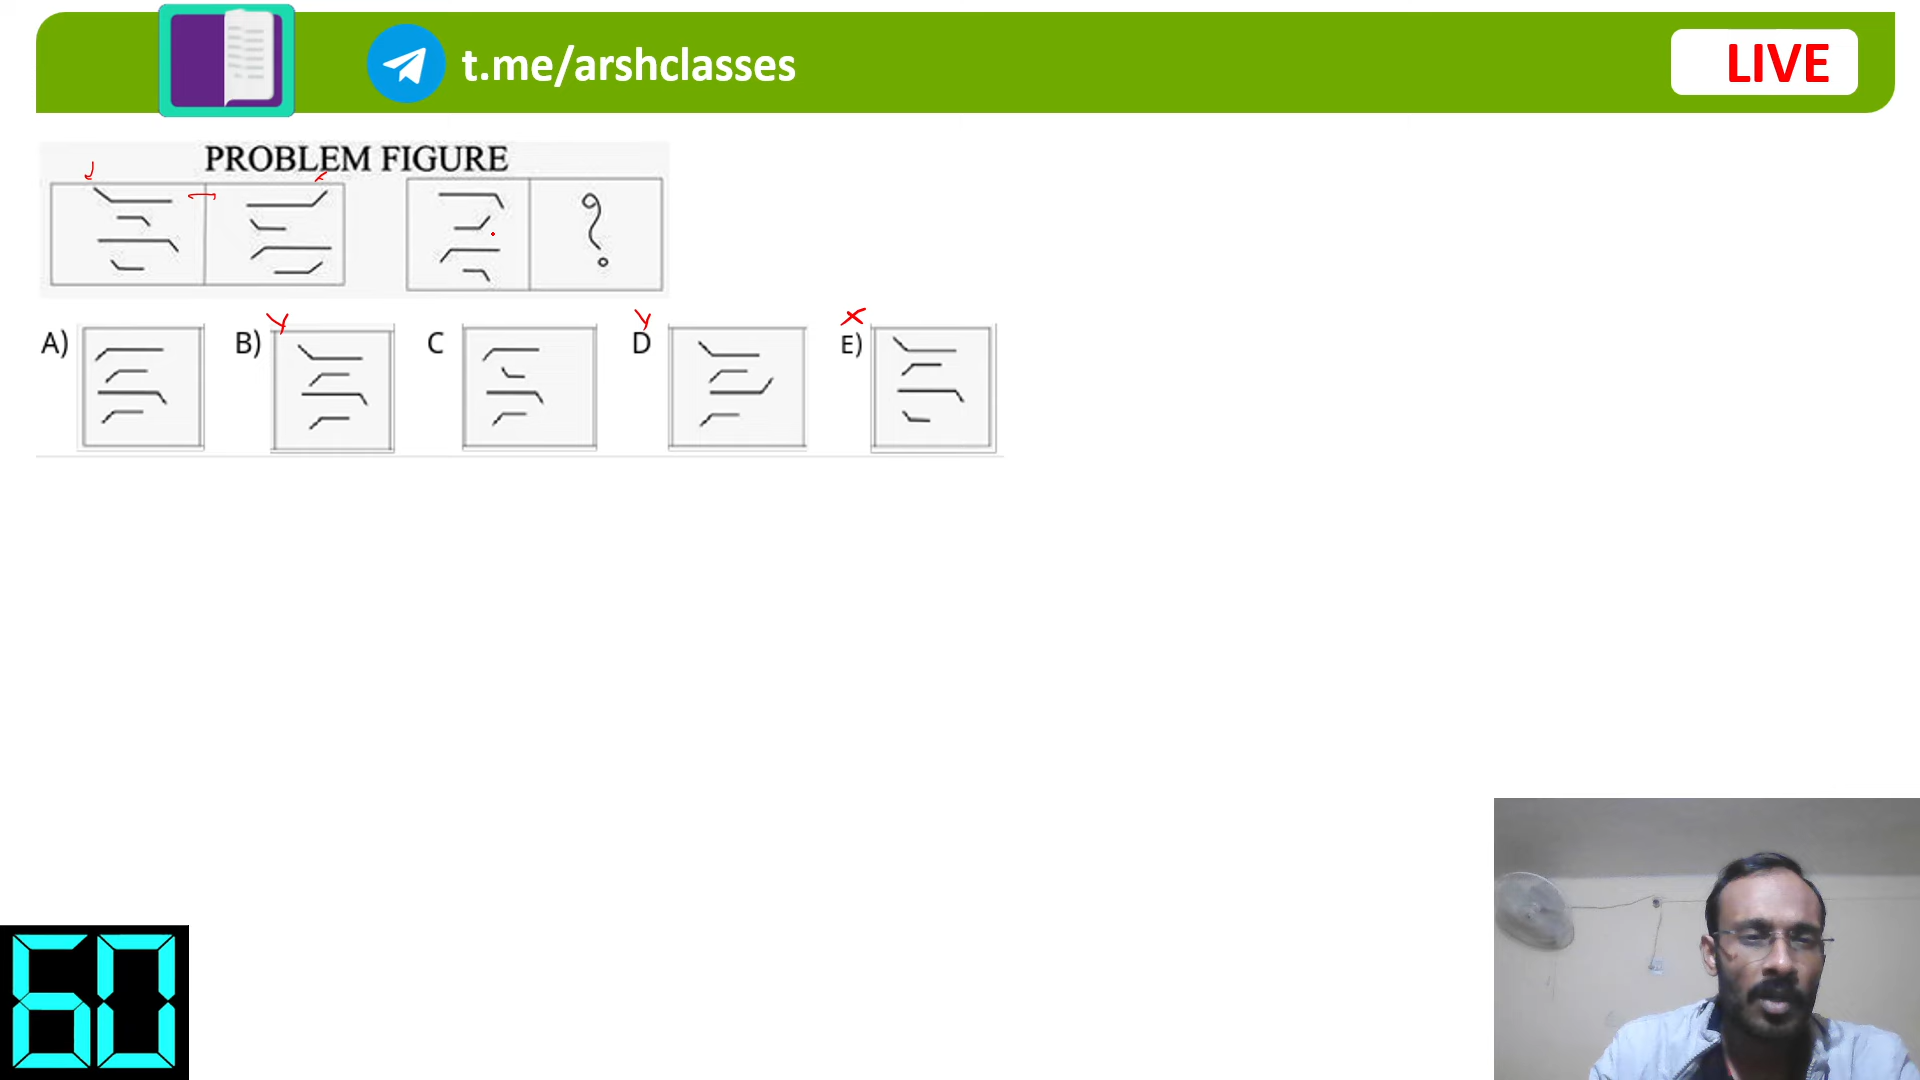 t.me/arshclasses
LIVE
PROBLEM FIGURE
?
A)
B)
C
D
E)
60